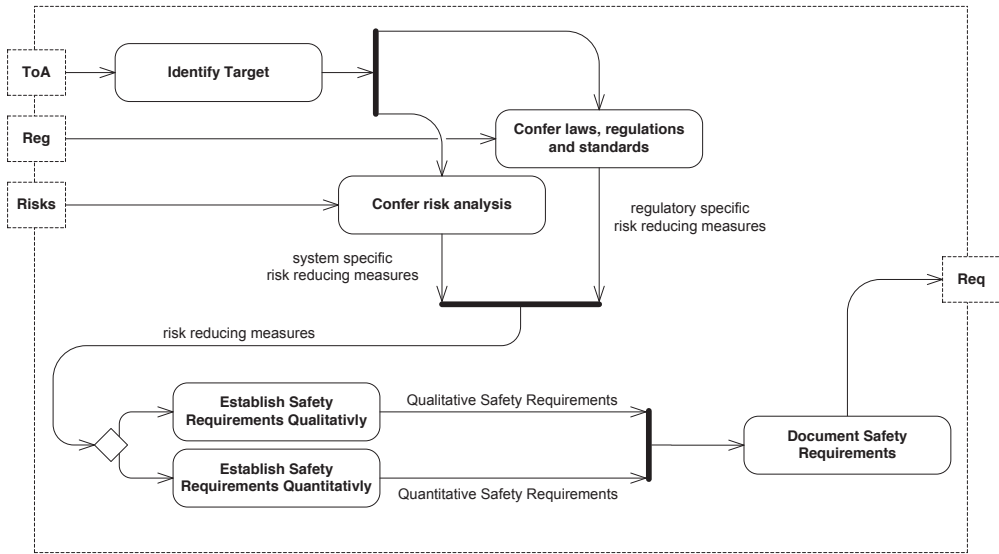 ToA
Identify Target
Reg
Confer laws, regulations
and standards
Risks
Confer risk analysis
regulatory specific
risk reducing measures
system specific
risk reducing measures
Req
risk reducing measures
Establish Safety
Requirements Qualitativly
Qualitative Safety Requirements
Document Safety
Requirements
Establish Safety
Requirements Quantitativly
Quantitative Safety Requirements